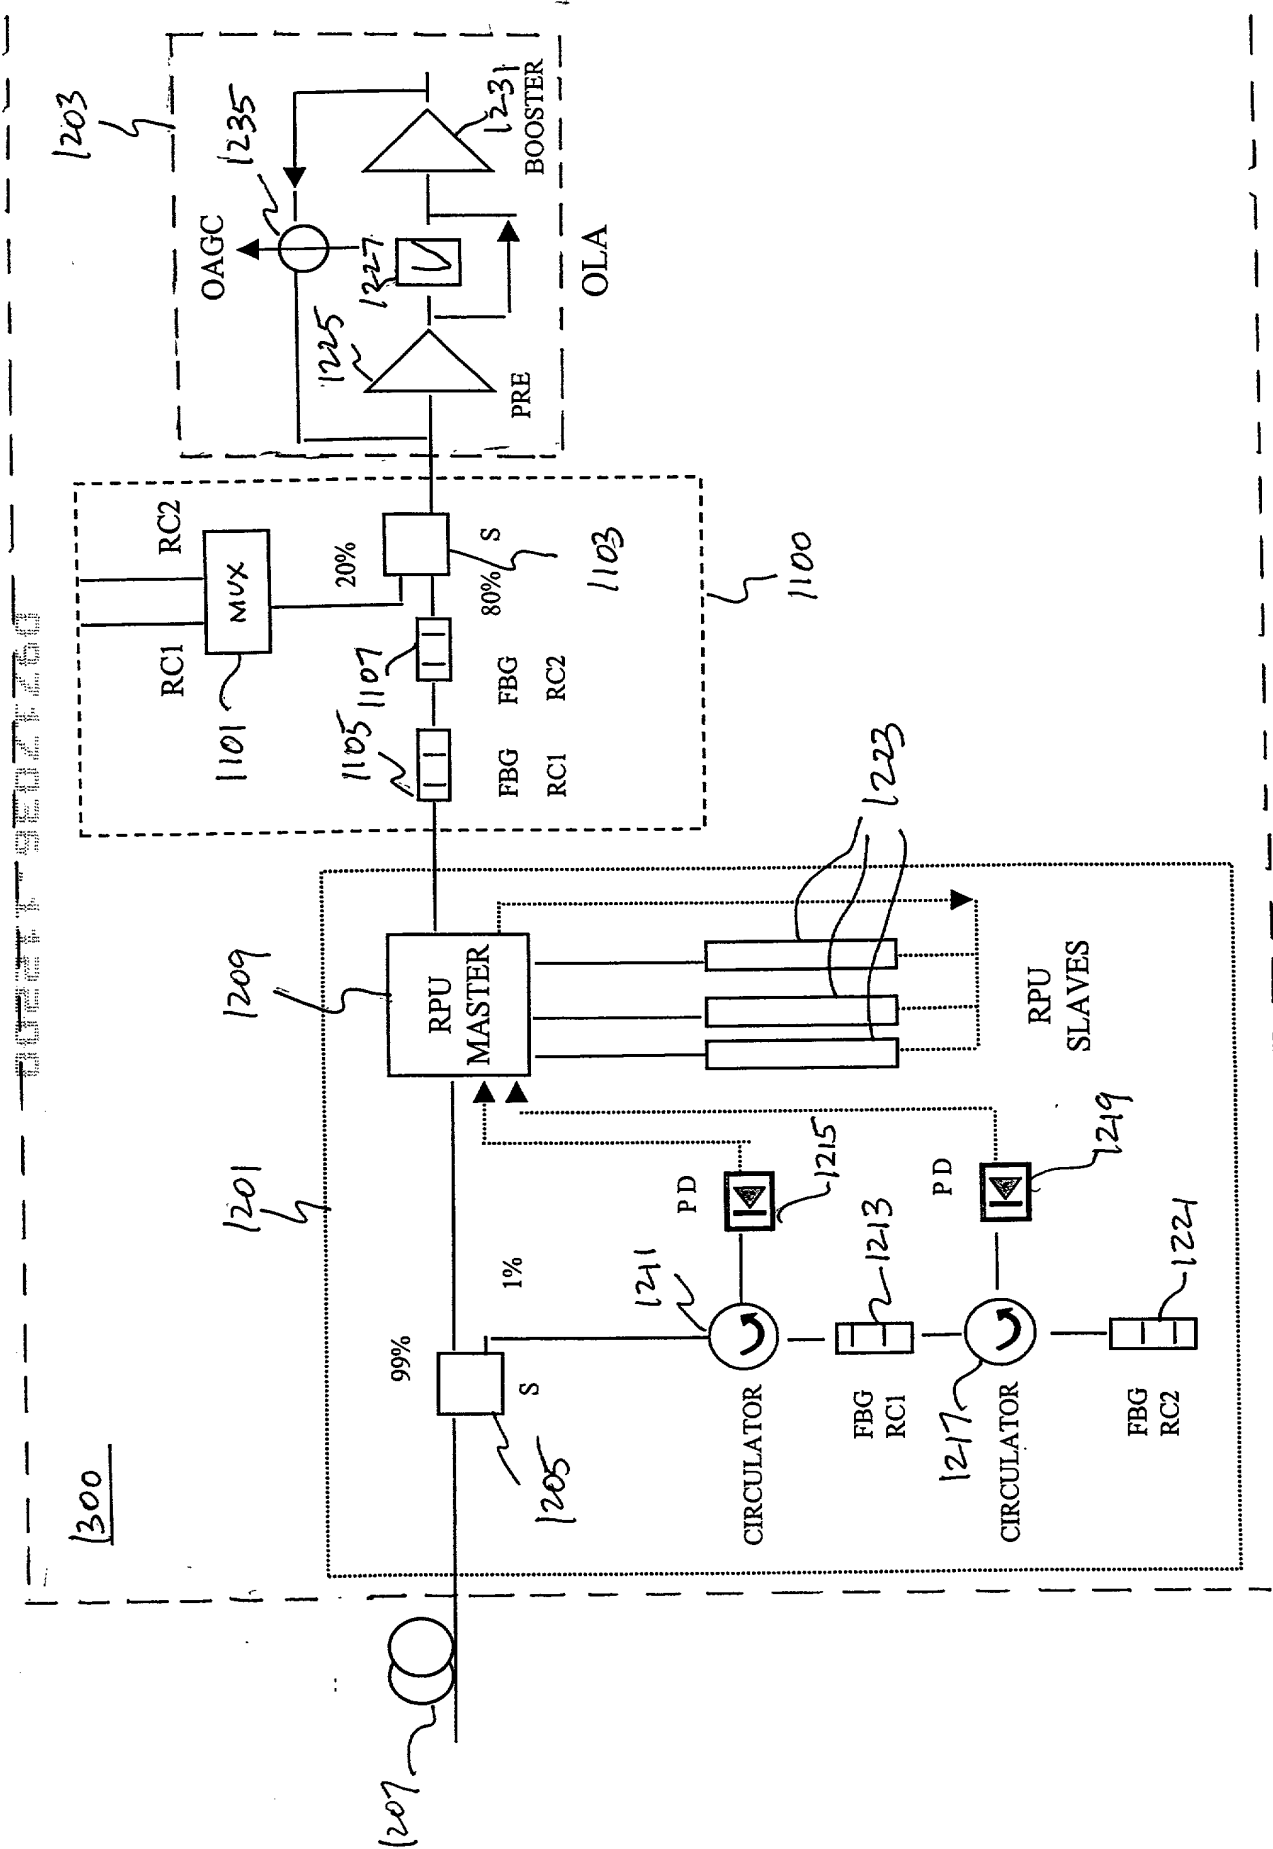 1300
1203
RC1
RC2
1101
MUX
1201
1209
1235
OAGC
20%
1207
99%
1105
1107
1225
1227
RPU
MASTER
1%
80%
S
1231
S
FBG
FBG
PRE
BOOSTER
1205
RC1
RC2
OLA
1103
1211
PD
1100
CIRCULATOR
1215
FBG
RC1
1213
1223
PD
1217
CIRCULATOR
RPU
SLAVES
1219
FBG
RC2
1221